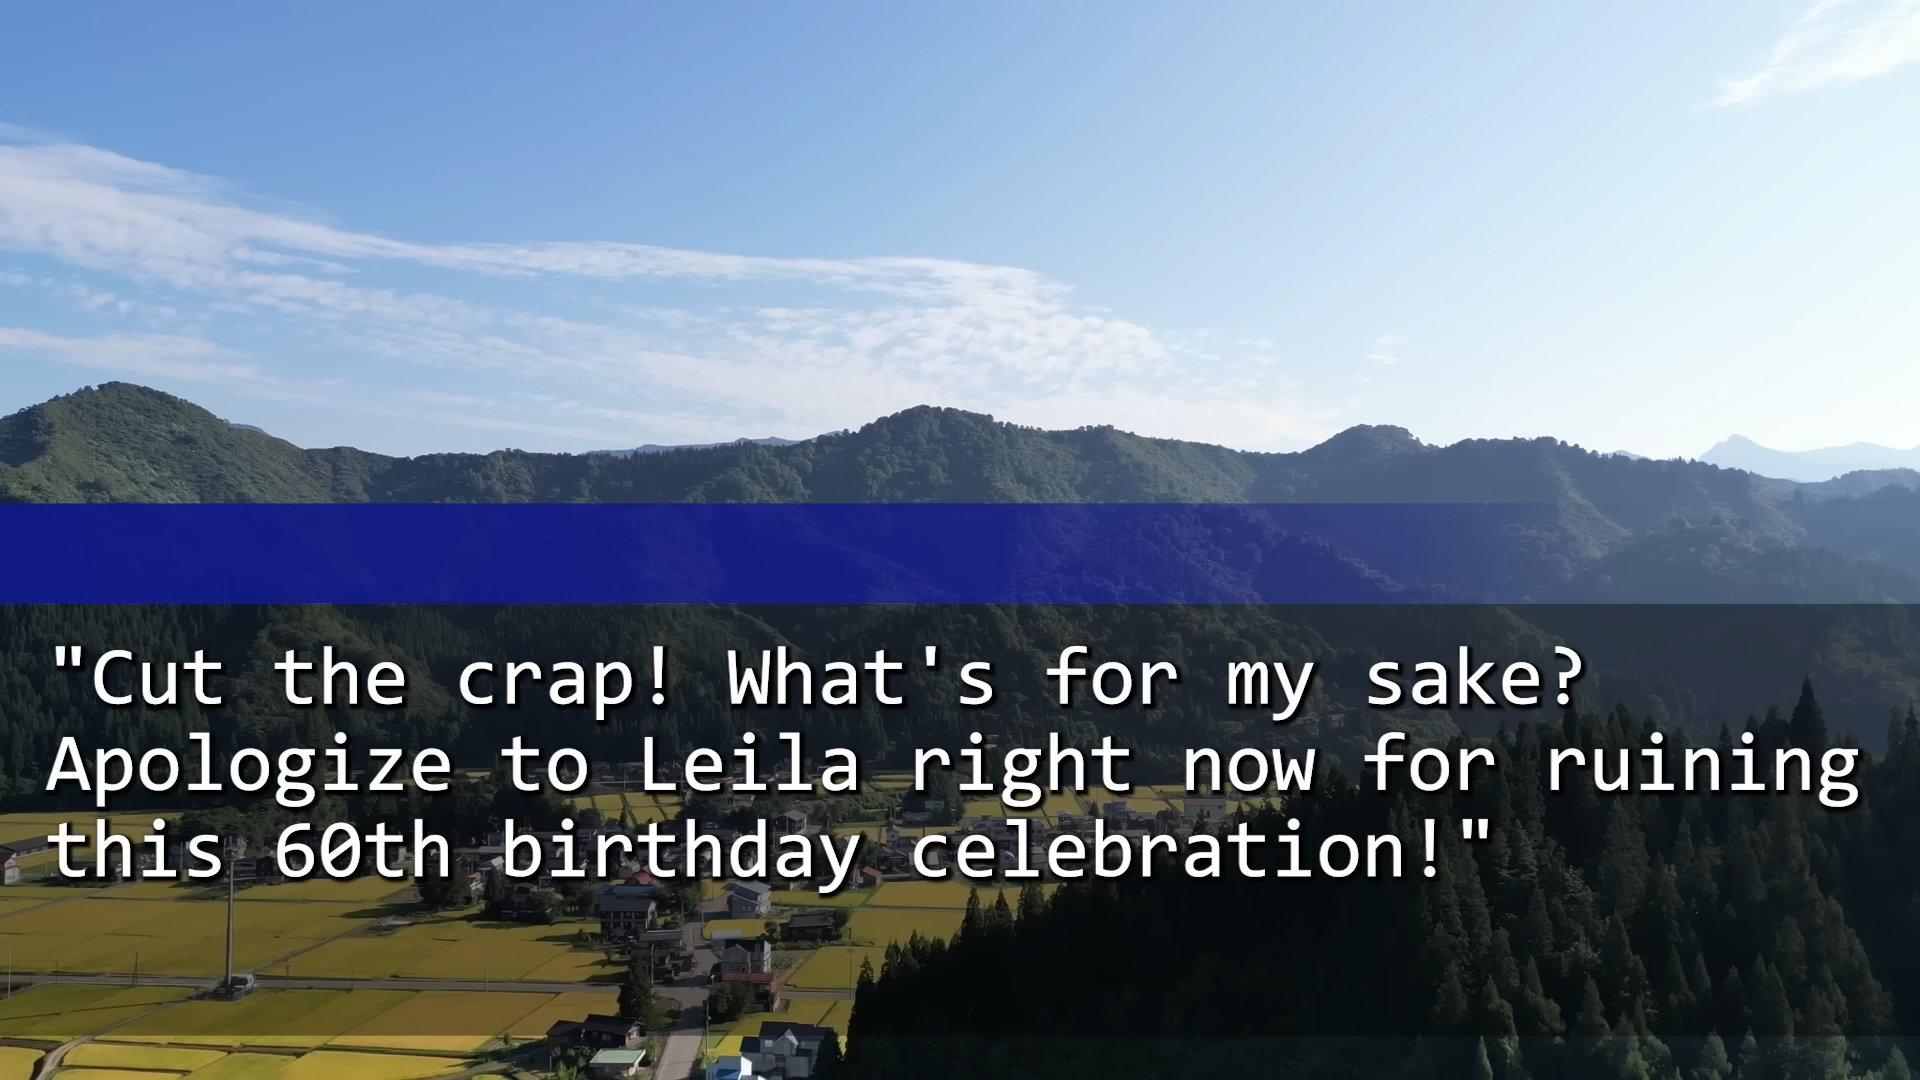 "Cut the crap! What's for my sake?
Apologize to Leila right now for ruining
this 60th birthday celebration!"